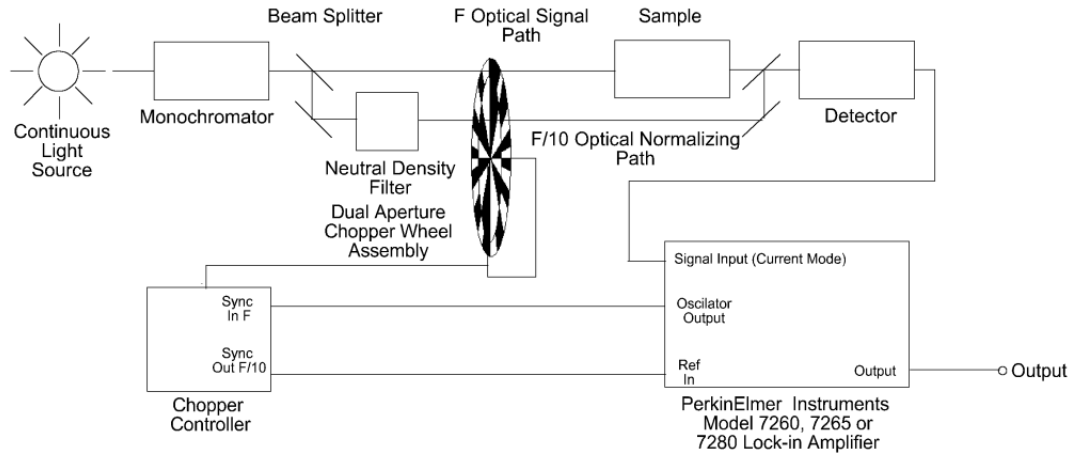 Beam Splitter
F Optical Signal
Path
Sample
Monochromator
Continuous
Light
Source
Neutral Density
Filter
Dual Aperture
Chopper Wheel
Assembly
F/10 Optical Normalizing
Path
Detector
Signal Input (Current Mode)
Sync
In F
Oscilator
Output
Sync
Out F/10
Ref
In
Output
Output
Chopper
Controller
PerkinElmer Instruments
Model 7260, 7265 or
7280 Lock-in Amplifier